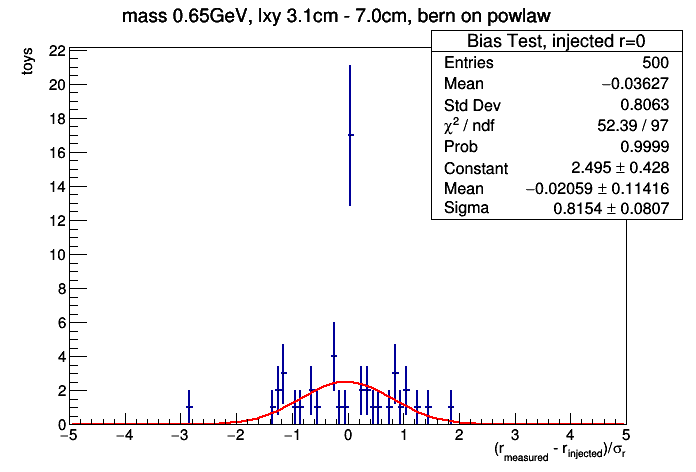 mass 0.65GeV, lxy 3.1cm - 7.0cm, bern on powlaw
Bias Test, injected r=0
Entries 500
Mean −0.03627
Std Dev 0.8063
χ² / ndf 52.39 / 97
Prob 0.9999
Constant 2.495 ± 0.428
Mean −0.02059 ± 0.11416
Sigma 0.8154 ± 0.0807
toys
22
20
18
16
14
12
10
8
6
4
2
0
−5 −4 −3 −2 −1 0 1 2 3 4 5
(r_measured - r_injected)/σ_r